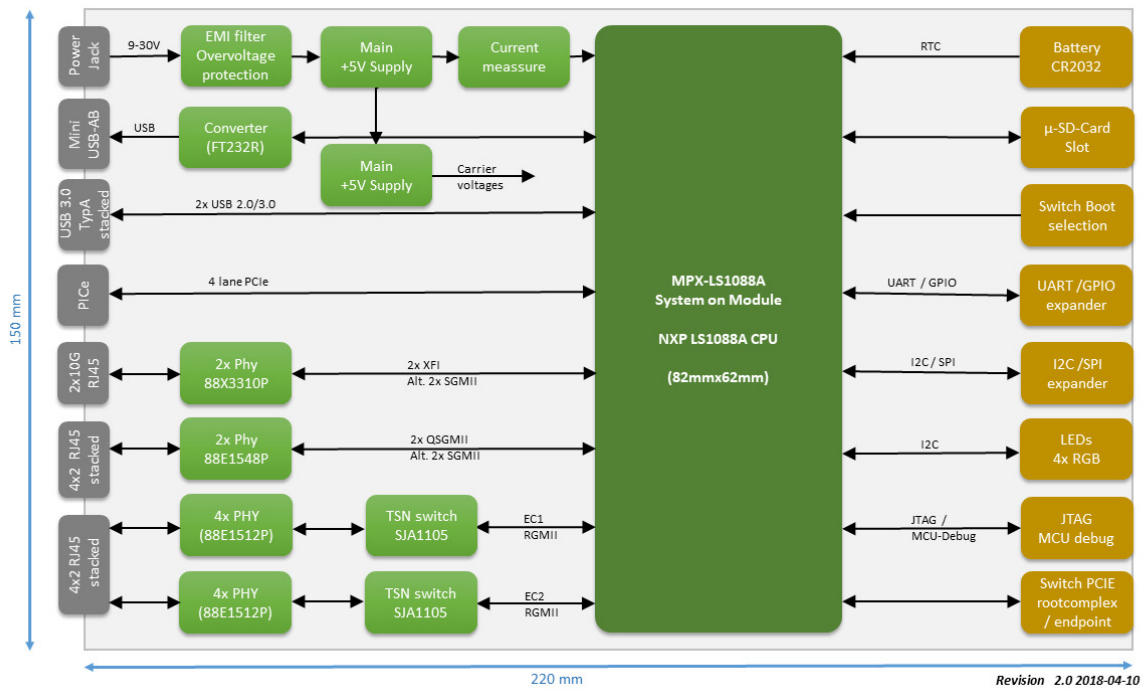 Power
Jack
9-30V
EMI filter
Overvoltage
protection
Main
+5V Supply
Current
meassure
RTC
Battery
CR2032
Mini
USB-AB
USB
Converter
(FT232R)
Main
+5V Supply
Carrier
voltages
µ-SD-Card
Slot
USB 3.0
TypA
stacked
2x USB 2.0/3.0
Switch Boot
selection
PICe
4 lane PCIe
MPX-LS1088A
System on Module
NXP LS1088A CPU
(82mmx62mm)
UART / GPIO
UART /GPIO
expander
2x10G
RJ45
2x Phy
88X3310P
2x XFI
Alt. 2x SGMII
I2C / SPI
I2C /SPI
expander
4x2 RJ45
stacked
2x Phy
88E1548P
2x QSGMII
Alt. 2x SGMII
I2C
LEDs
4x RGB
4x2 RJ45
stacked
4x PHY
(88E1512P)
TSN switch
SJA1105
EC1
RGMII
JTAG /
MCU-Debug
JTAG
MCU debug
4x PHY
(88E1512P)
TSN switch
SJA1105
EC2
RGMII
Switch PCIE
rootcomplex
/ endpoint
150 mm
220 mm
Revision 2.0 2018-04-10